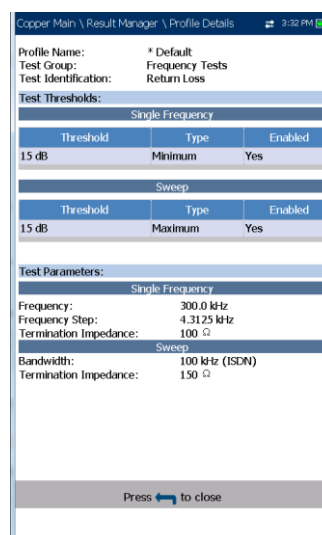 Copper Main \ Result Manager \ Profile Details 3:32 PM
Profile Name: * Default
Test Group: Frequency Tests
Test Identification: Return Loss
Test Thresholds:
Single Frequency
Threshold Type Enabled
15 dB Minimum Yes
Sweep
Threshold Type Enabled
15 dB Maximum Yes
Test Parameters:
Single Frequency
Frequency: 300.0 kHz
Frequency Step: 4.3125 kHz
Termination Impedance: 100 Ω
Sweep
Bandwidth: 100 kHz (ISDN)
Termination Impedance: 150 Ω
Press to close